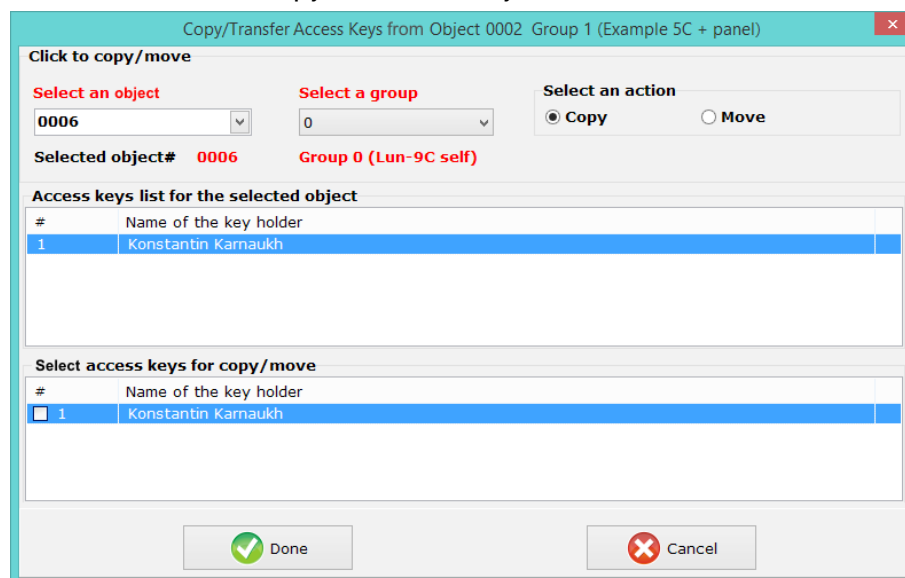 Copy/Transfer Access Keys from Object 0002 Group 1 (Example 5C + panel)
Click to copy/move
Select an object Select a group Select an action
0006 0 Copy Move
Selected object# 0006 Group 0 (Lun-9C self)
Access keys list for the selected object
# Name of the key holder
1 Konstantin Karnaukh
Select access keys for copy/move
# Name of the key holder
1 Konstantin Karnaukh
Done Cancel